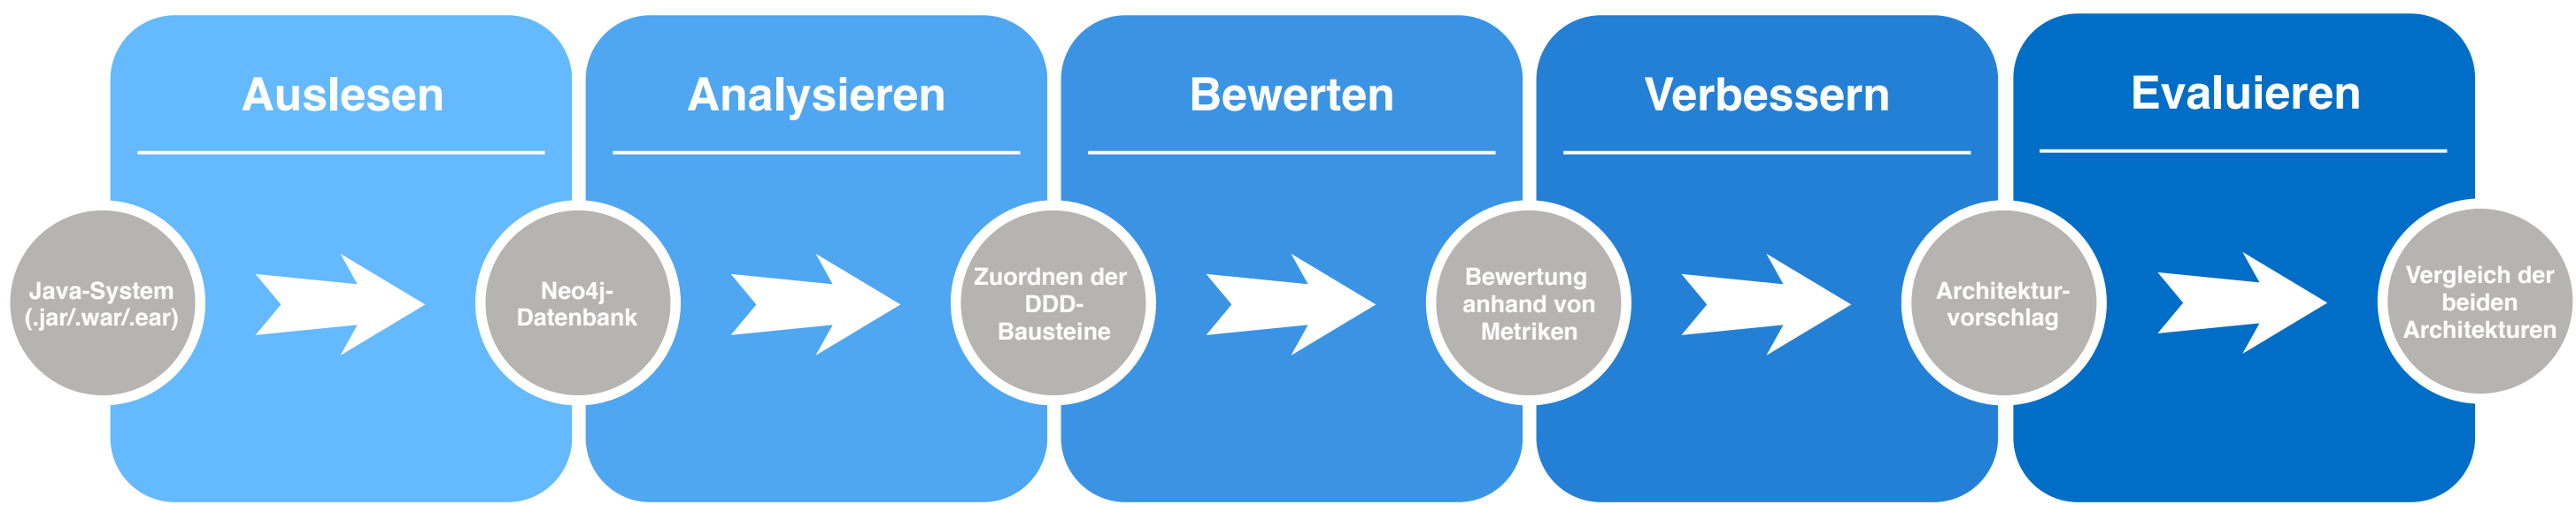 Auslesen
Analysieren
Bewerten
Verbessern
Evaluieren
Java-System
(.jar/.war/.ear)
Neo4j-
Datenbank
Zuordnen der
DDD-
Bausteine
Bewertung
anhand von
Metriken
Architektur-
vorschlag
Vergleich der
beiden
Architekturen